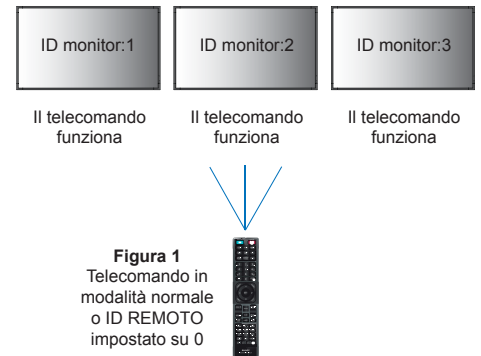 ID monitor:1
ID monitor:2
ID monitor:3
Il telecomando
funziona
Il telecomando
funziona
Il telecomando
funziona
Figura 1
Telecomando in
modalità normale
o ID REMOTO
impostato su 0